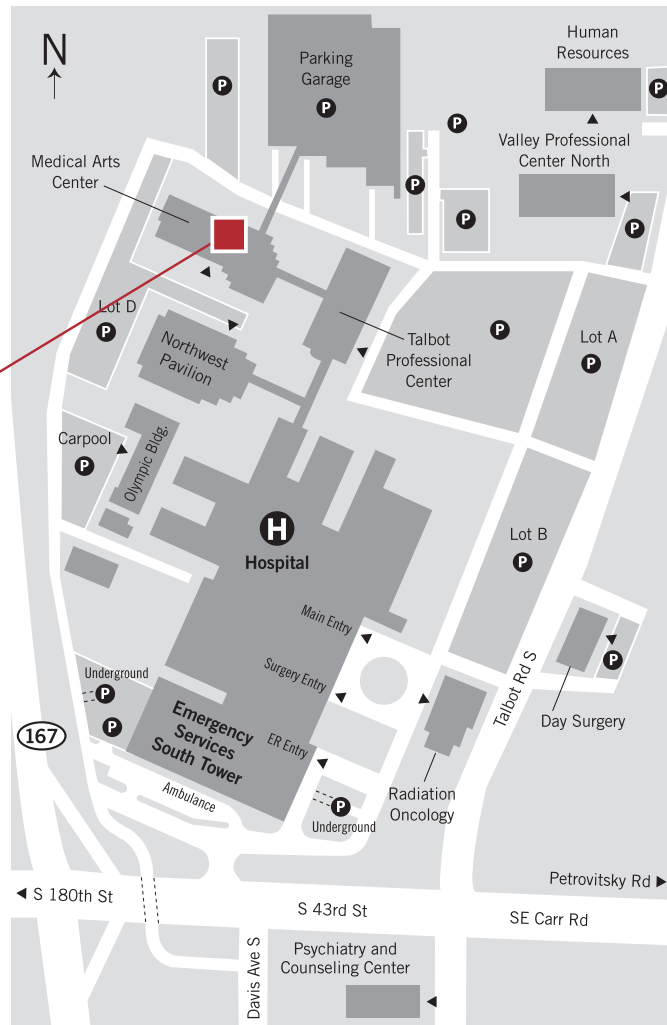 N
Human
Resources
Parking
Garage
P
P
P
P
Valley Professional
Center North
Medical Arts
Center
P
P
P
Lot D
P
Northwest
Pavilion
Talbot
Professional
Center
P
Lot A
P
Carpool
P
Olympic Bldg.
H
Hospital
Lot B
P
Main Entry
Surgery Entry
Underground
P
P
Emergency
Services
South Tower
ER Entry
Talbot Rd S
P
Day Surgery
167
Ambulance
P
Underground
Radiation
Oncology
Petrovitsky Rd
S 180th St
S 43rd St
SE Carr Rd
Davis Ave S
Psychiatry and
Counseling Center